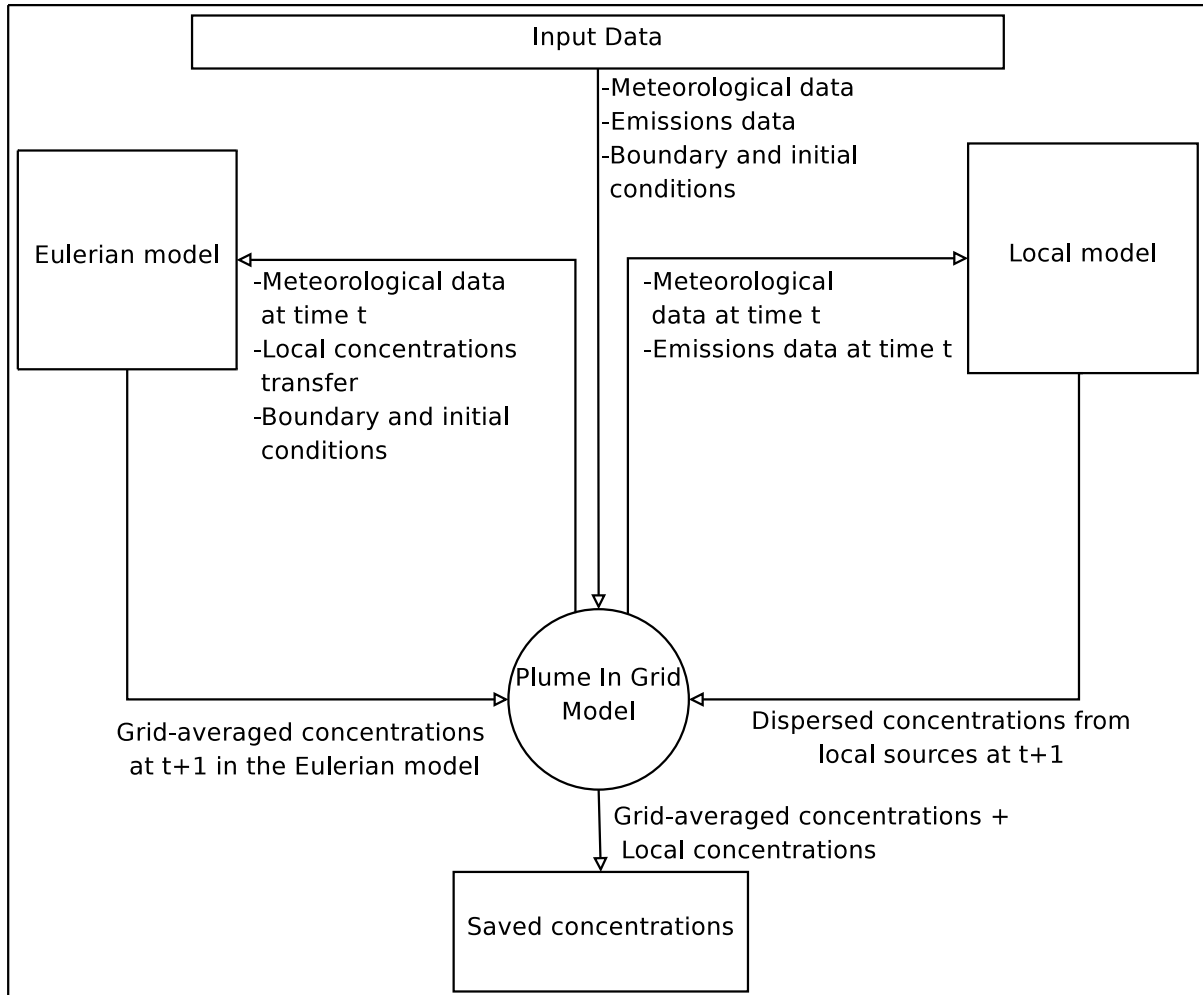 Input Data
-Meteorological data
-Emissions data
-Boundary and initial
conditions
Eulerian model
Local model
-Meteorological data
at time t
-Local concentrations
transfer
-Boundary and initial
conditions
-Meteorological
data at time t
-Emissions data at time t
Plume In Grid
Model
Grid-averaged concentrations
at t+1 in the Eulerian model
Dispersed concentrations from
local sources at t+1
Grid-averaged concentrations +
Local concentrations
Saved concentrations